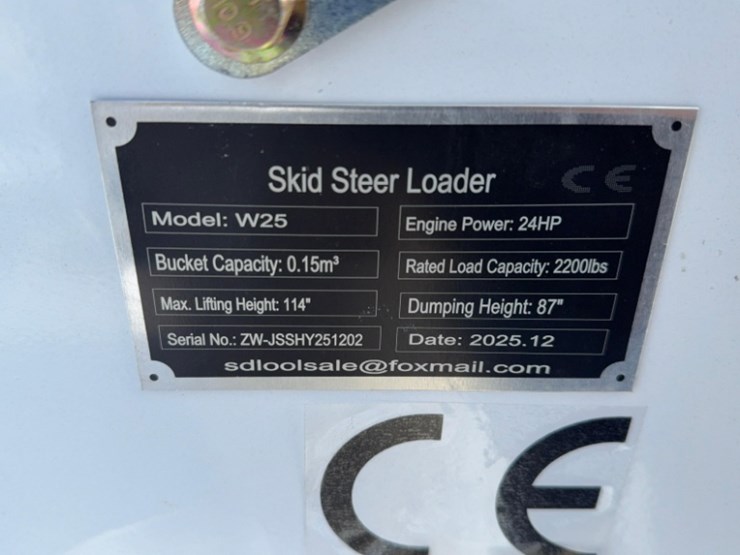 Skid Steer Loader CE
Model: W25
Engine Power: 24HP
Bucket Capacity: 0.15m³
Rated Load Capacity: 2200lbs
Max. Lifting Height: 114"
Dumping Height: 87"
Serial No.: ZW-JSSHY251202
Date: 2025.12
sdloolsale@foxmail.com
CE